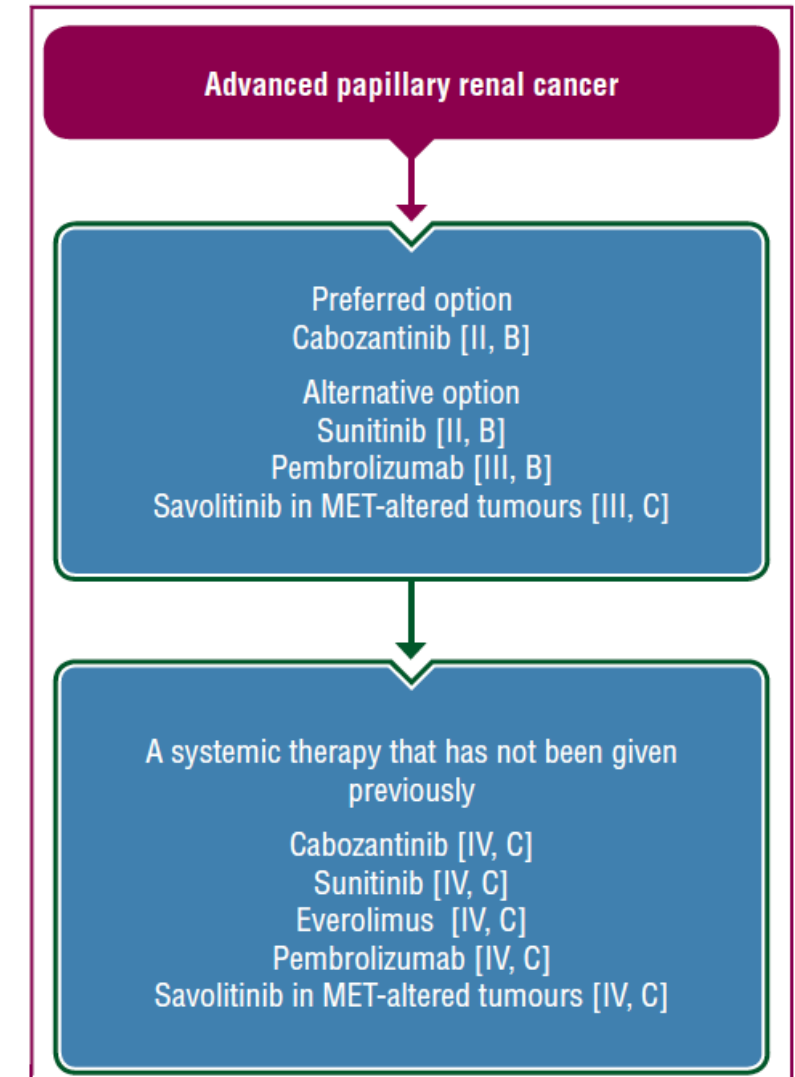 Advanced papillary renal cancer
Preferred option
Cabozantinib [II, B]
Alternative option
Sunitinib [II, B]
Pembrolizumab [III, B]
Savolitinib in MET-altered tumours [III, C]
A systemic therapy that has not been given
previously
Cabozantinib [IV, C]
Sunitinib [IV, C]
Everolimus [IV, C]
Pembrolizumab [IV, C]
Savolitinib in MET-altered tumours [IV, C]